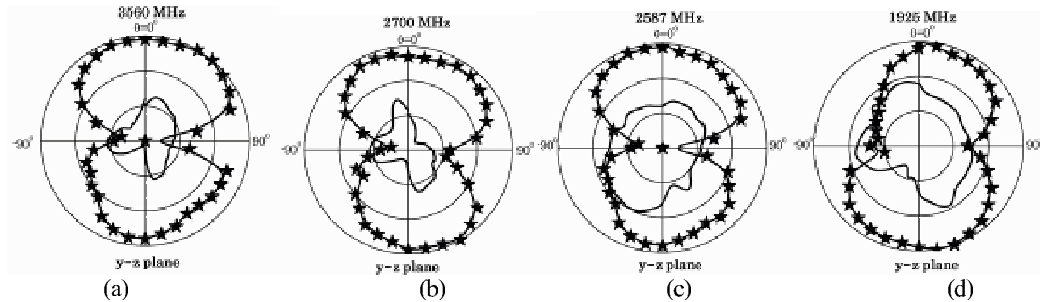 3560 MHz
θ=0°
-90°
90°
y-z plane
(a)
2700 MHz
θ=0°
-90°
90°
y-z plane
(b)
2587 MHz
θ=0°
-90°
90°
y-z plane
(c)
1925 MHz
θ=0°
-90°
90
y-z plane
(d)